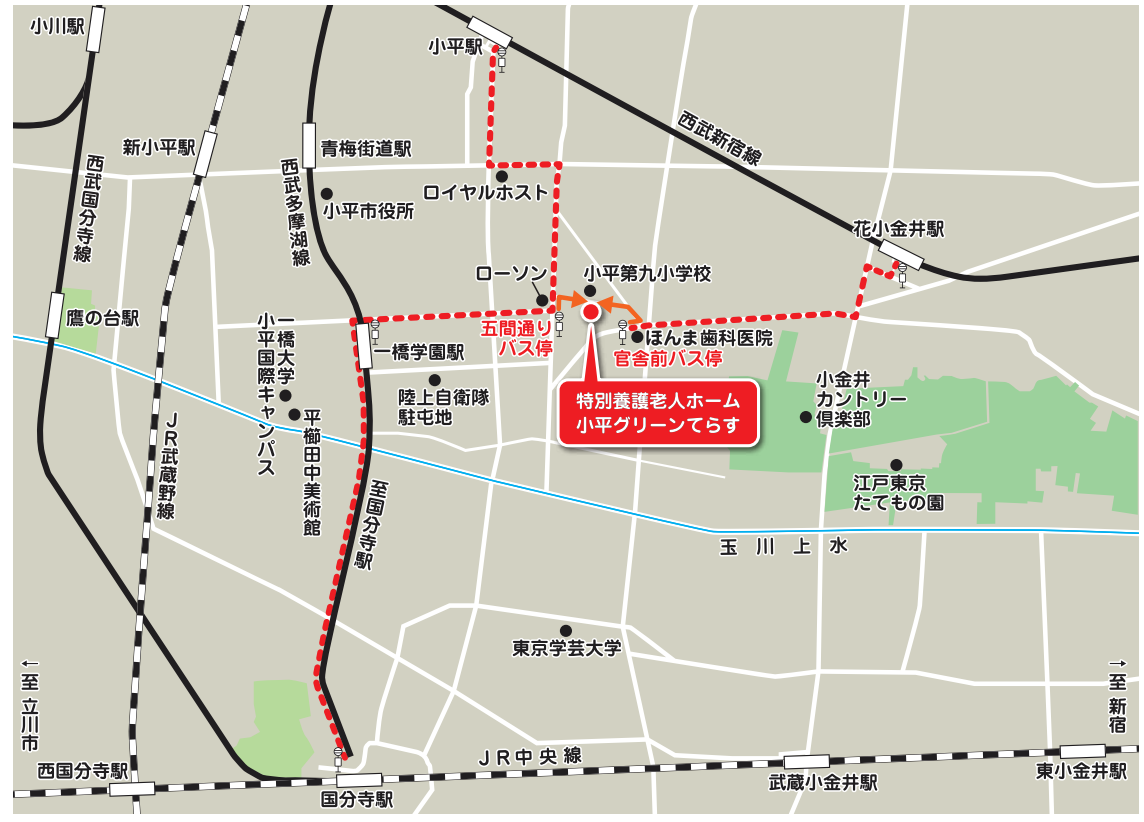 小川駅
小平駅
新小平駅
青梅街道駅
西武新宿線
西武国分寺線
西武多摩湖線
小平市役所
ロイヤルホスト
花小金井駅
ローソン
小平第九小学校
鷹の台駅
五間通り
バス停
ほんま歯科医院
官舎前バス停
一橋学園駅
一橋大学
小平国際キャンパス
平櫛田中美術館
陸上自衛隊
駐屯地
特別養護老人ホーム
小平グリーンてらす
小金井
カントリー
倶楽部
江戸東京
たてもの園
JR武蔵野線
至国分寺駅
玉川上水
東京学芸大学
←至 立川市
→至 新宿
JR中央線
西国分寺駅
国分寺駅
武蔵小金井駅
東小金井駅